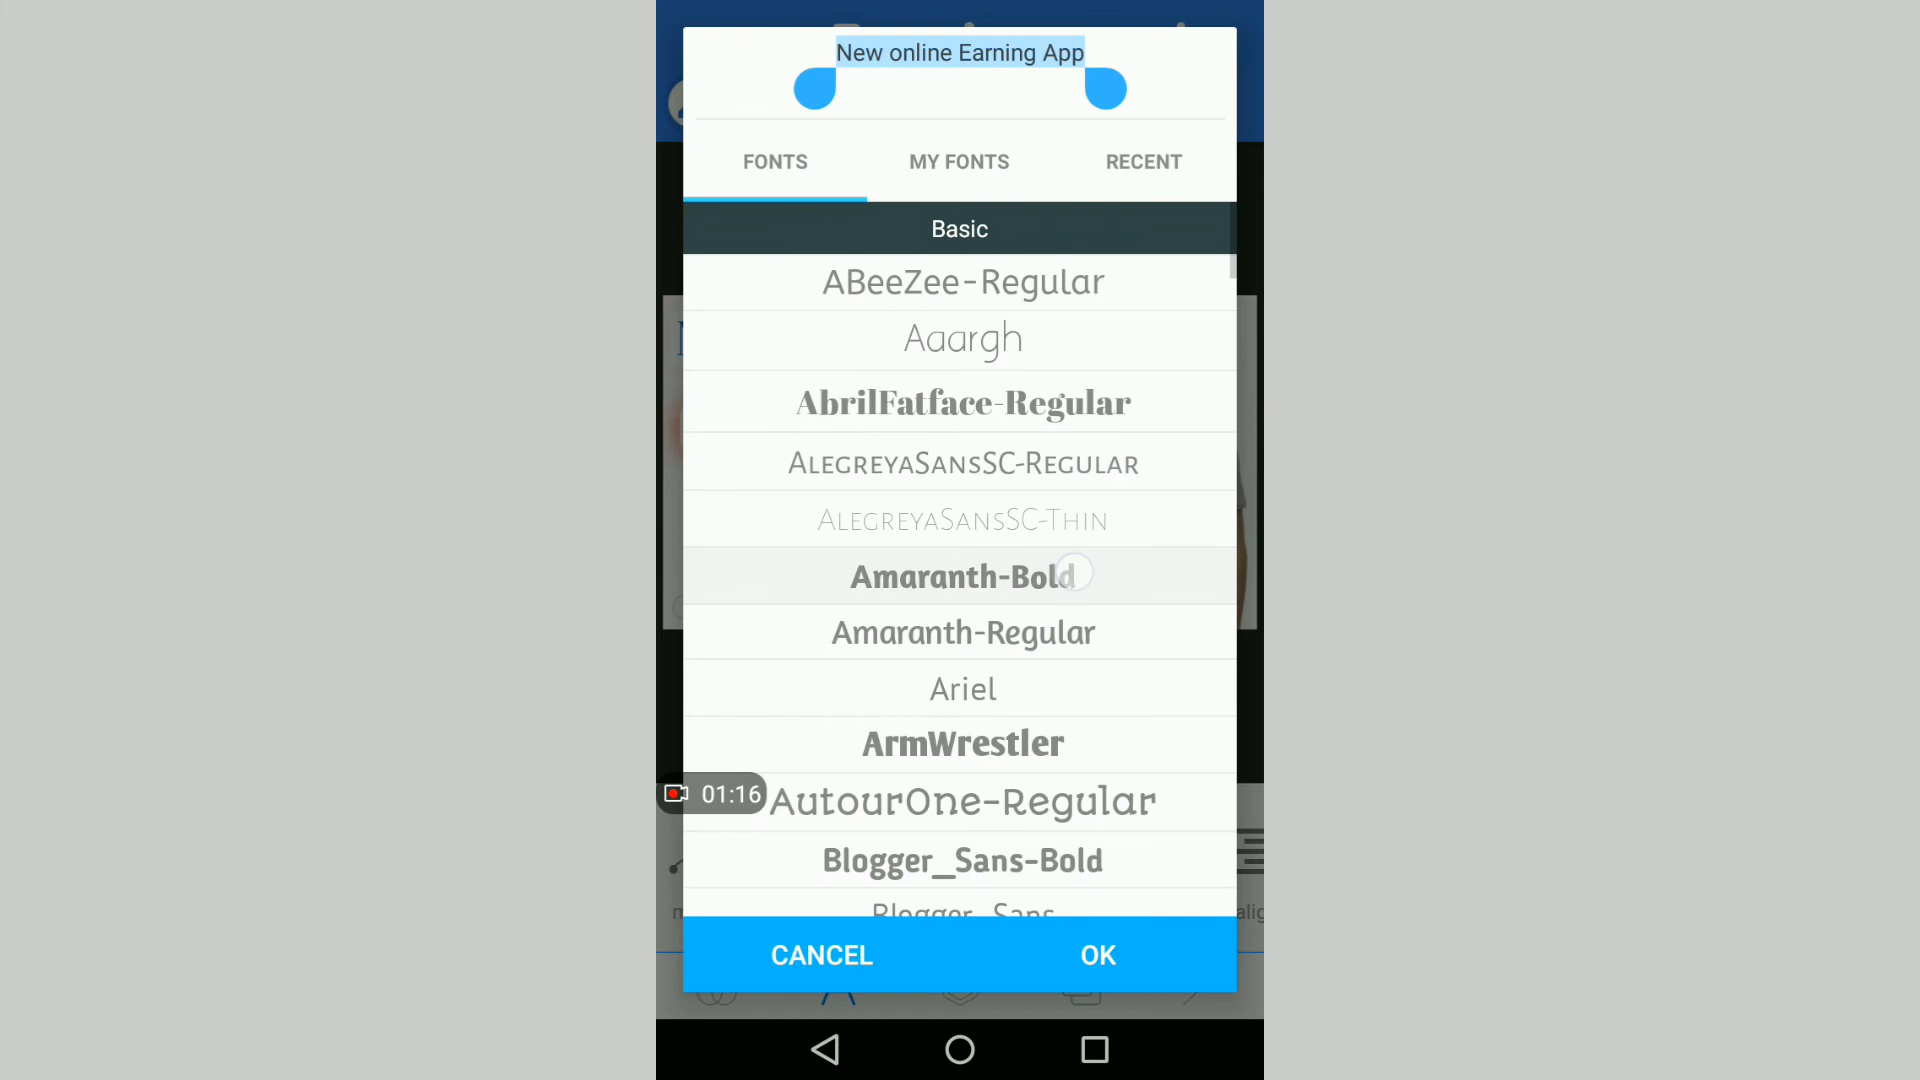 New online Earning App
FONTS
MY FONTS
RECENT
Basic
ABeeZee-Regular
Aaargh
AbrilFatface-Regular
AlegreyaSansSC-Regular
AlegreyaSansSC-Thin
Amaranth-Bold
Amaranth-Regular
Ariel
ArmWrestler
01:16
AutourOne-Regular
Blogger_Sans-Bold
Blogger_Sans
CANCEL
OK